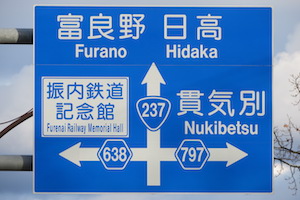 富良野 日高
Furano Hidaka
振内鉄道
記念館
Furenai Railway Memorial Hall
237
貫気別
Nukibetsu
638
797